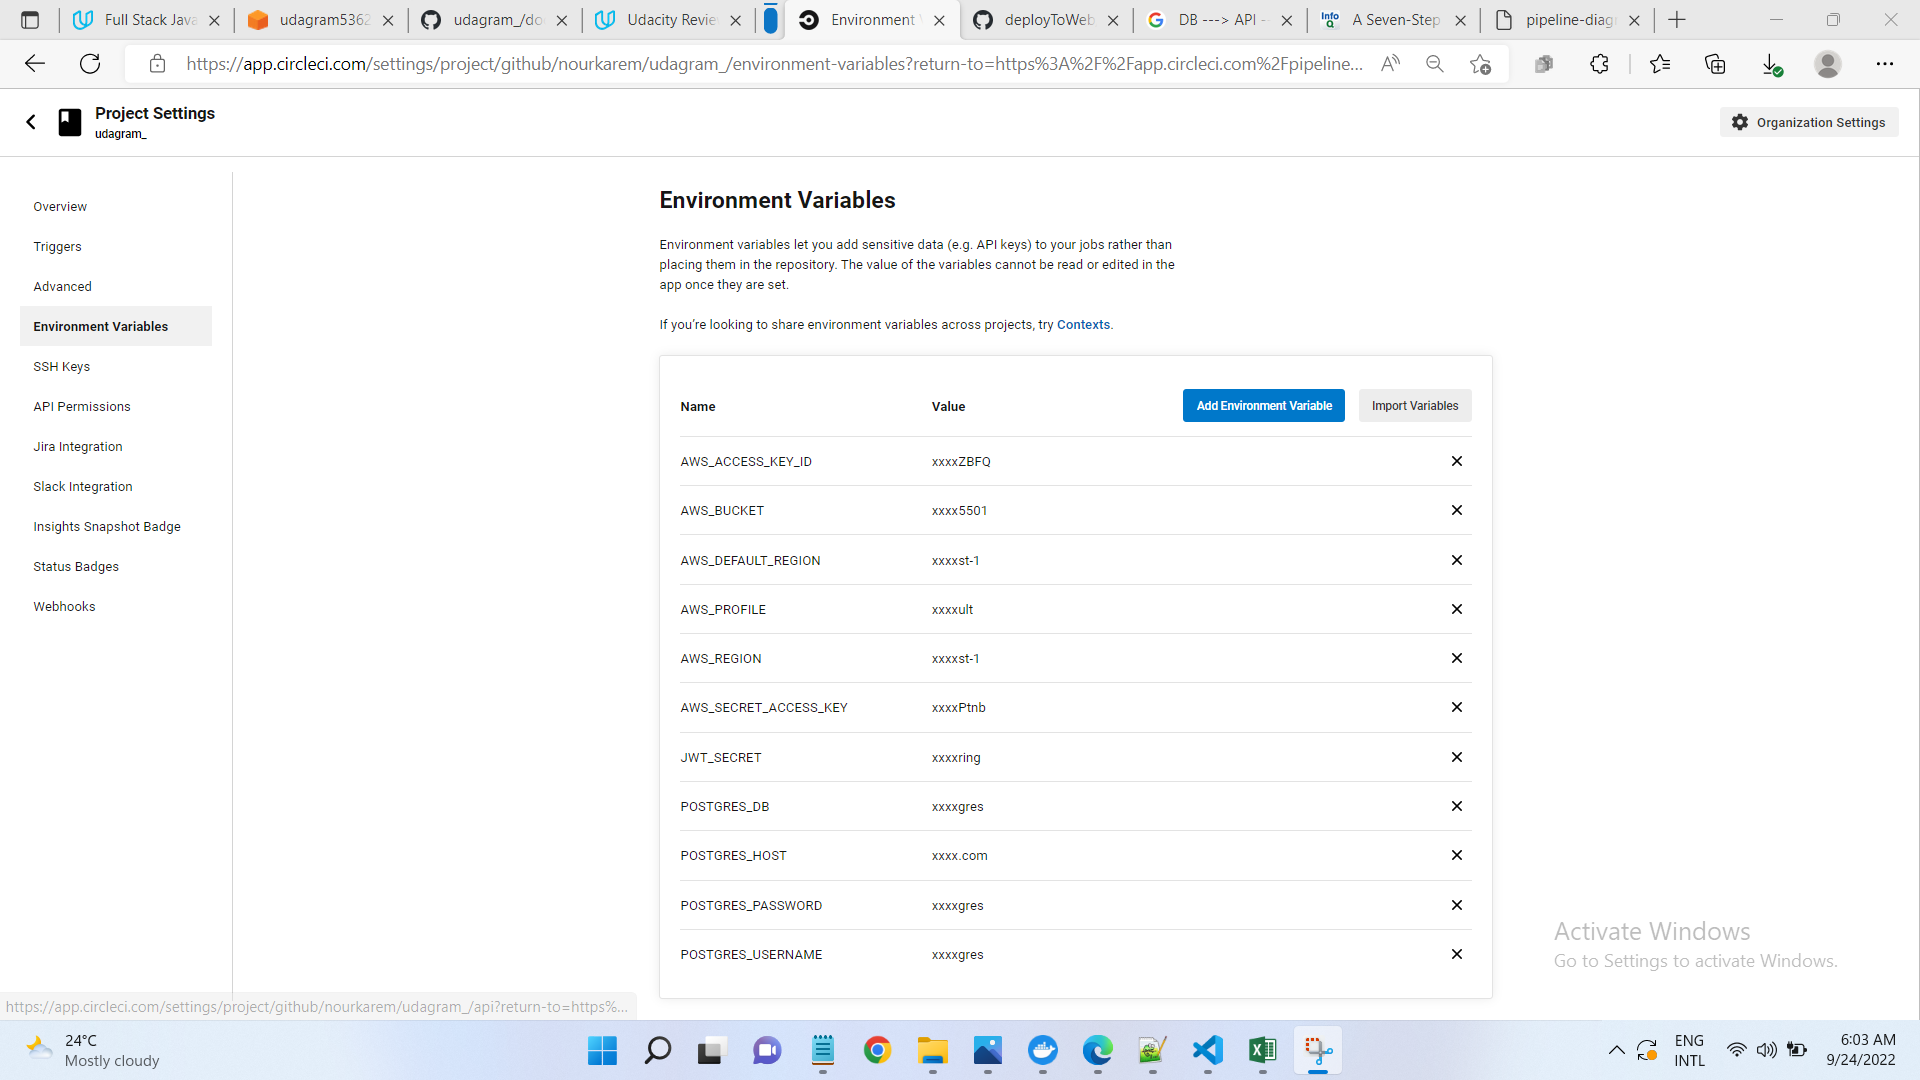 Full Stack Java
udagram5362
udagram_/do
Udacity Revie
Environment V
deployToWeb
DB ---> API -
Info
A Seven-Step
pipeline-diag
https://app.circleci.com/settings/project/github/nourkarem/udagram_/environment-variables?return-to=https%3A%2F%2Fapp.circleci.com%2Fpipeline...
Project Settings
udagram_
Organization Settings
Overview
Triggers
Advanced
Environment Variables
SSH Keys
API Permissions
Jira Integration
Slack Integration
Insights Snapshot Badge
Status Badges
Webhooks
Environment Variables
Environment variables let you add sensitive data (e.g. API keys) to your jobs rather than
placing them in the repository. The value of the variables cannot be read or edited in the
app once they are set.
If you’re looking to share environment variables across projects, try Contexts.
Name Value Add Environment Variable Import Variables
AWS_ACCESS_KEY_ID xxxxZBFQ
AWS_BUCKET xxxx5501
AWS_DEFAULT_REGION xxxxst-1
AWS_PROFILE xxxxult
AWS_REGION xxxxst-1
AWS_SECRET_ACCESS_KEY xxxxPtnb
JWT_SECRET xxxxring
POSTGRES_DB xxxxgres
POSTGRES_HOST xxxx.com
POSTGRES_PASSWORD xxxxgres
POSTGRES_USERNAME xxxxgres
Activate Windows
Go to Settings to activate Windows.
https://app.circleci.com/settings/project/github/nourkarem/udagram_/api?return-to=https%...
24°C
Mostly cloudy
ENG
INTL
6:03 AM
9/24/2022